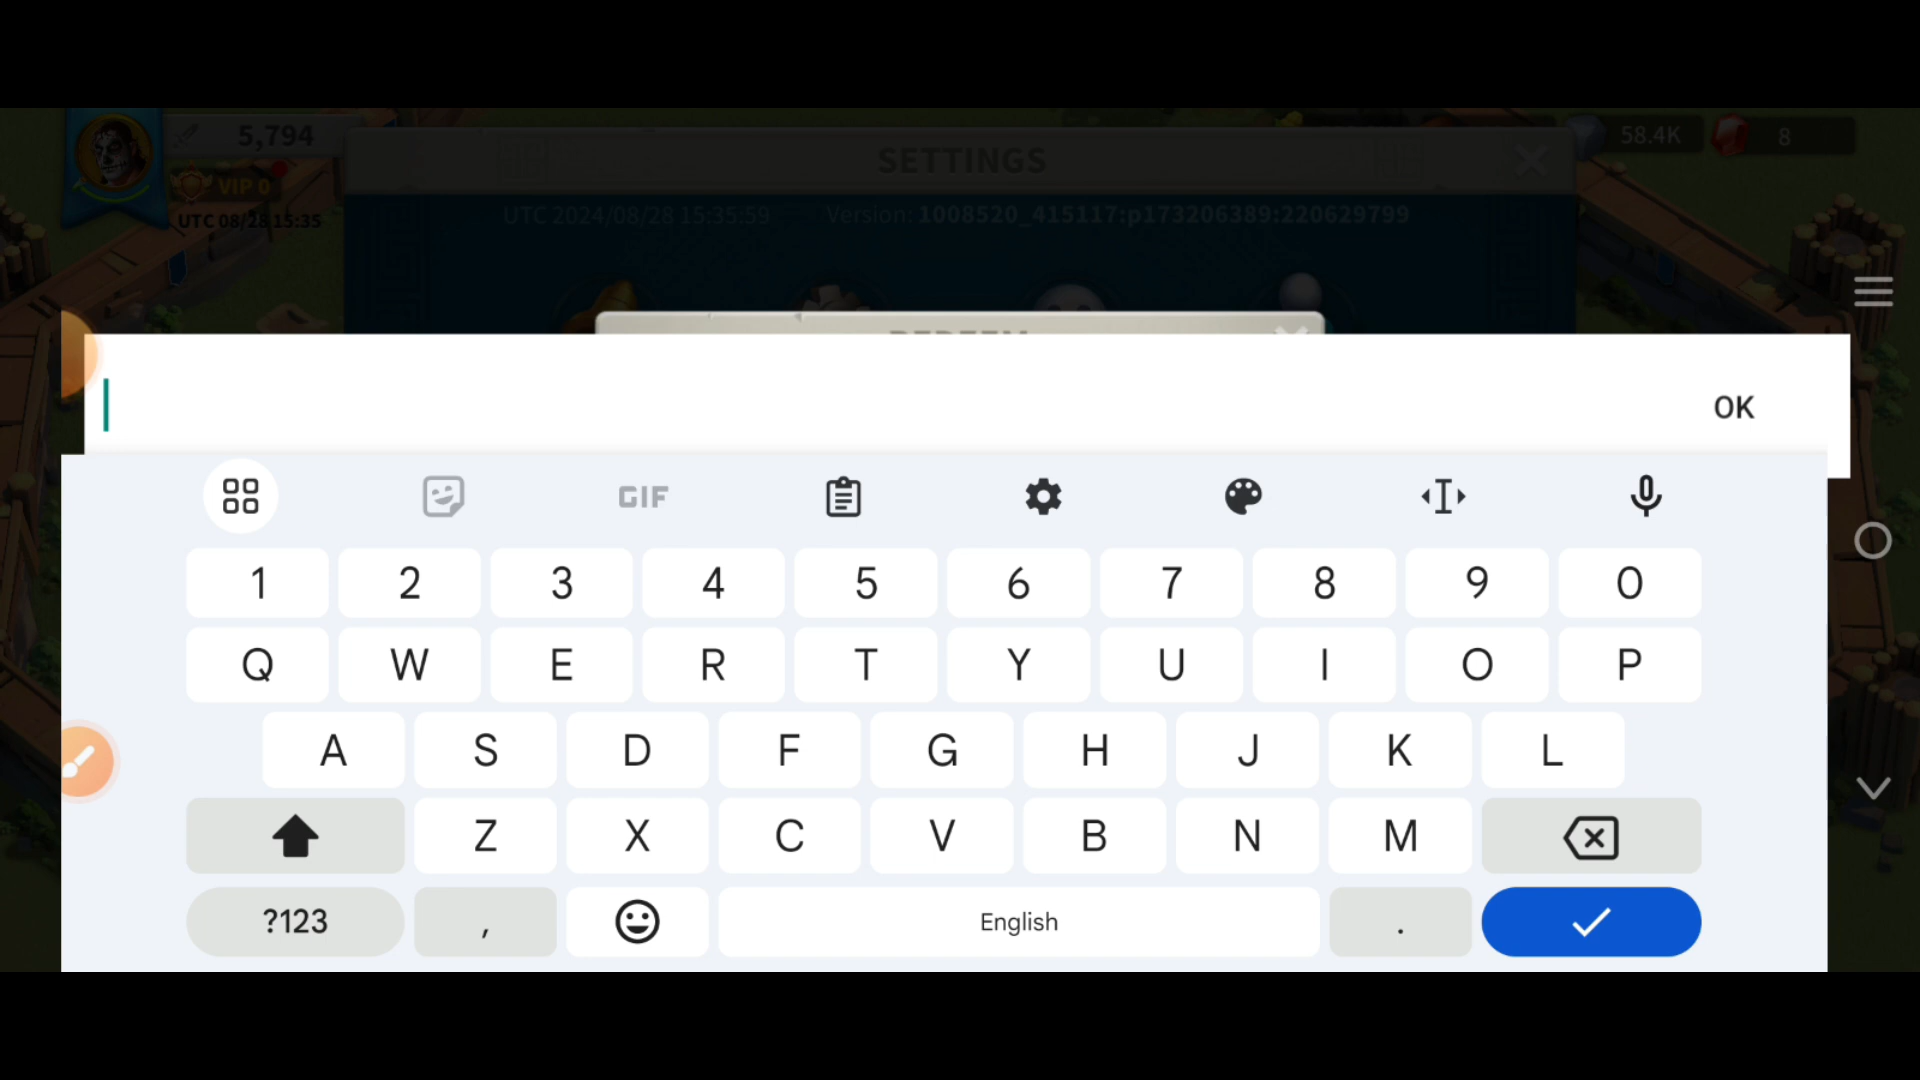 5,794
SETTINGS
58.4K
8
VIP 0
UTC 08/28 15:35
UTC 2024/08/28 15:35:59
Version: 1008520_415117:p173206389:220629799
REDEEM
OK
GIF
1 2 3 4 5 6 7 8 9 0
Q W E R T Y U I O P
A S D F G H J K L
Z X C V B N M
?123 , English .